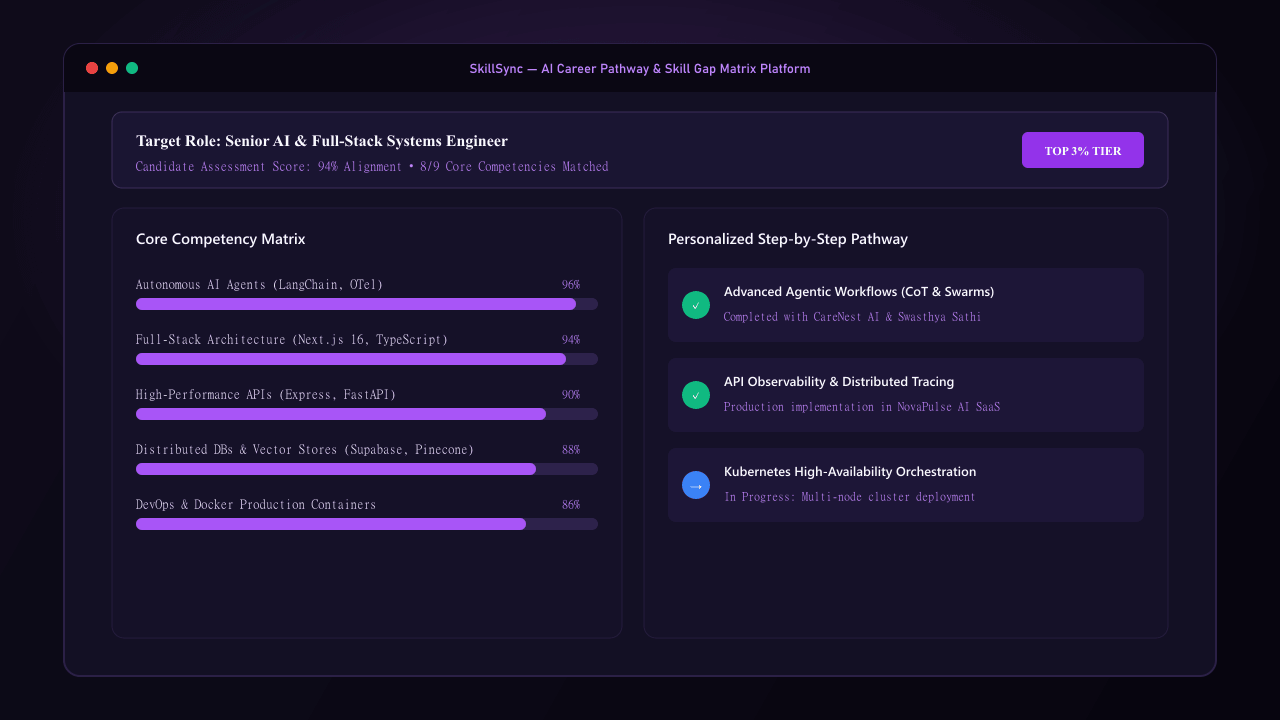 SkillSync — AI Career Pathway & Skill Gap Matrix Platform
Target Role: Senior AI & Full-Stack Systems Engineer
Candidate Assessment Score: 94% Alignment • 8/9 Core Competencies Matched
TOP 3% TIER
Core Competency Matrix
Autonomous AI Agents (LangChain, OTel) 96%
Full-Stack Architecture (Next.js 16, TypeScript) 94%
High-Performance APIs (Express, FastAPI) 90%
Distributed DBs & Vector Stores (Supabase, Pinecone) 88%
DevOps & Docker Production Containers 86%
Personalized Step-by-Step Pathway
✓ Advanced Agentic Workflows (CoT & Swarms)
Completed with CareNest AI & Swasthya Sathi
✓ API Observability & Distributed Tracing
Production implementation in NovaPulse AI SaaS
→ Kubernetes High-Availability Orchestration
In Progress: Multi-node cluster deployment